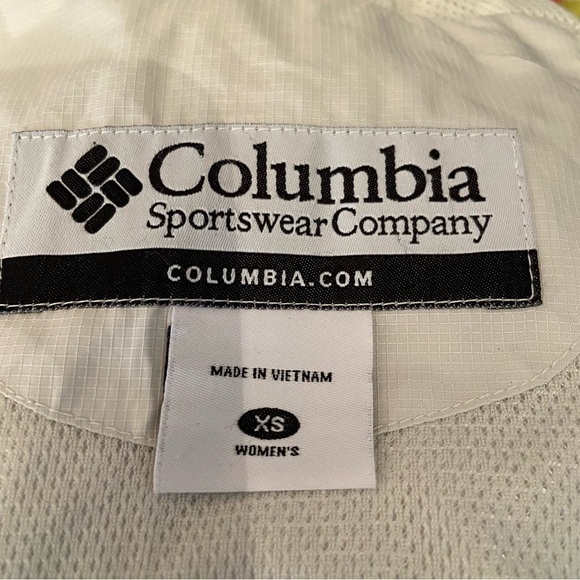 Columbia
Sportswear Company
COLUMBIA.COM
MADE IN VIETNAM
XS
WOMEN'S